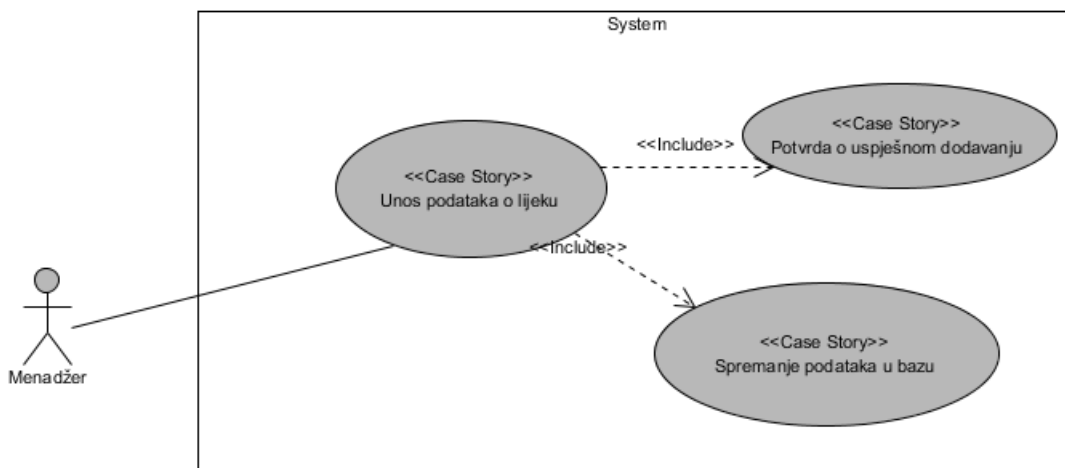 System
<<Case Story>>
Potvrda o uspješnom dodavanju
<<Include>>
<<Case Story>>
Unos podataka o lijeku
<<Include>>
<<Case Story>>
Spremanje podataka u bazu
Menadžer